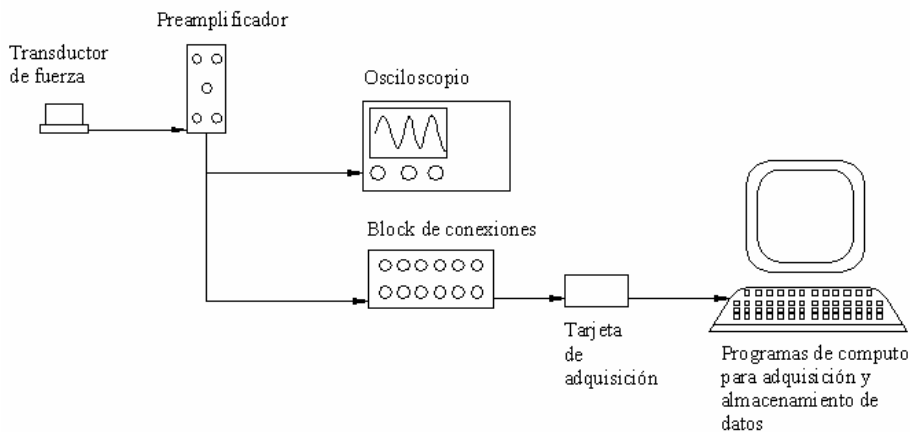 Preamplificador
Transductor
de fuerza
Osciloscopio
Block de conexiones
Tarjeta
de
adquisición
Programas de computo
para adquisición y
almacenamiento de
datos